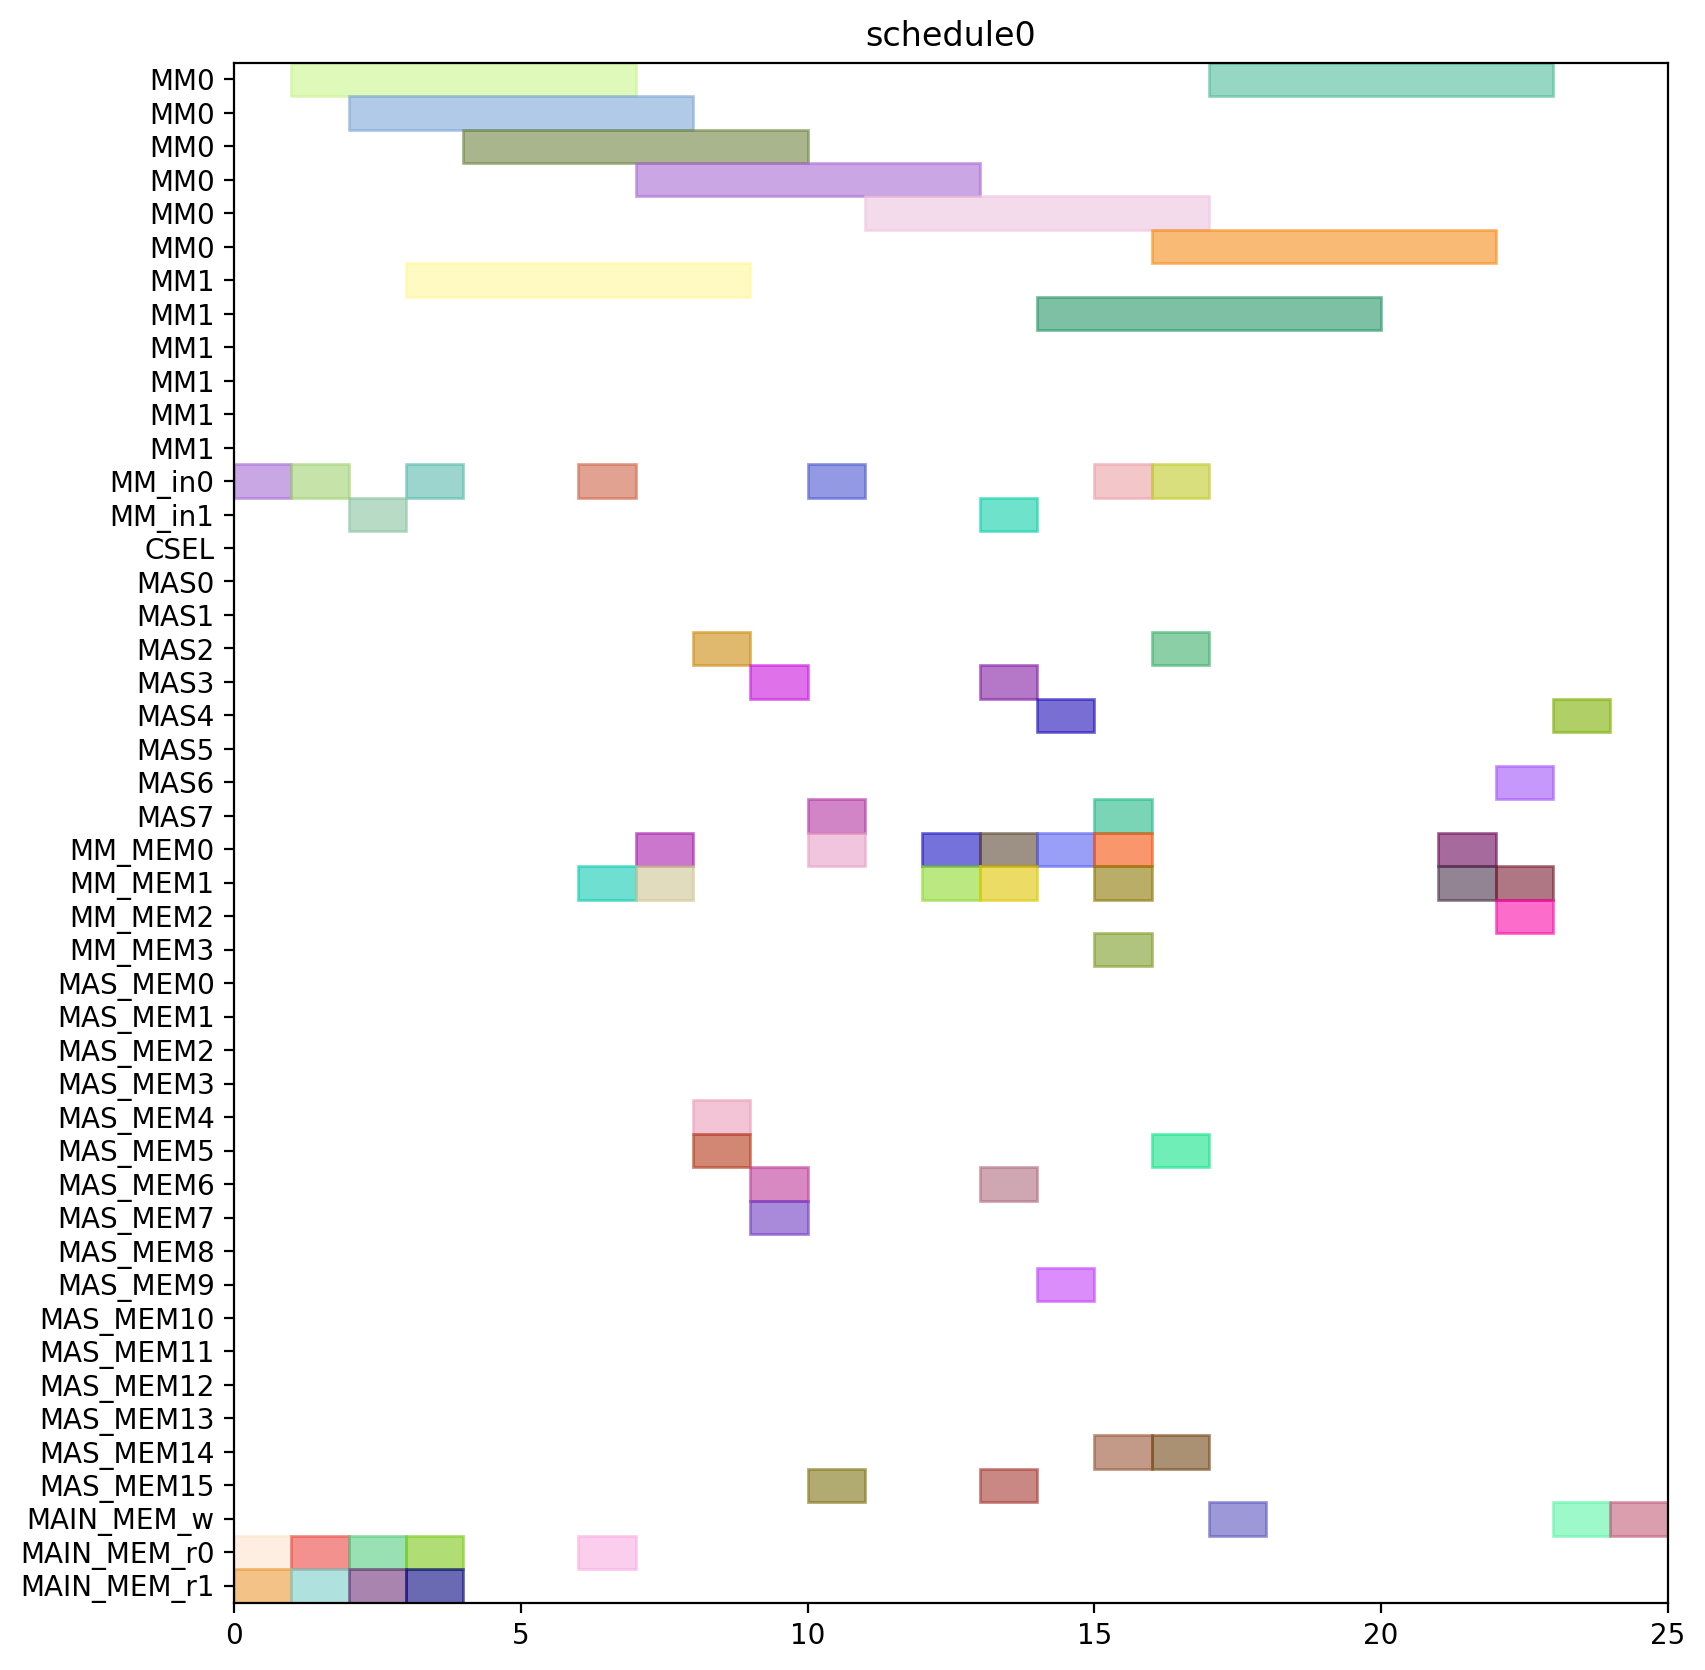 schedule0
MM0
MM0
MM0
MM0
MM0
MM0
MM1
MM1
MM1
MM1
MM1
MM1
MM_in0
MM_in1
CSEL
MAS0
MAS1
MAS2
MAS3
MAS4
MAS5
MAS6
MAS7
MM_MEM0
MM_MEM1
MM_MEM2
MM_MEM3
MAS_MEM0
MAS_MEM1
MAS_MEM2
MAS_MEM3
MAS_MEM4
MAS_MEM5
MAS_MEM6
MAS_MEM7
MAS_MEM8
MAS_MEM9
MAS_MEM10
MAS_MEM11
MAS_MEM12
MAS_MEM13
MAS_MEM14
MAS_MEM15
MAIN_MEM_w
MAIN_MEM_r0
MAIN_MEM_r1
0 5 10 15 20 25